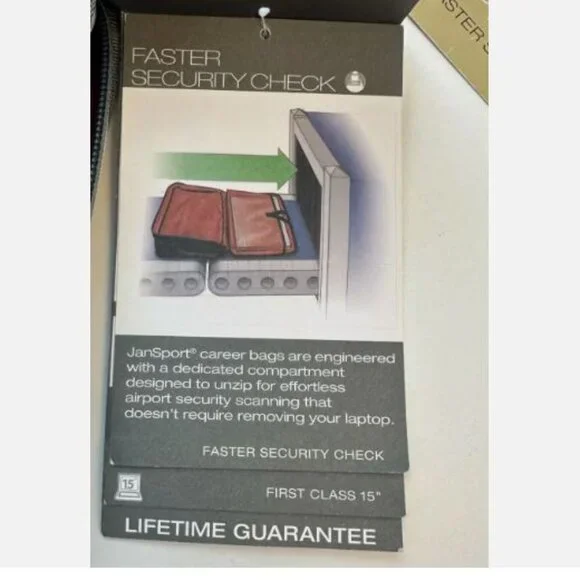 FASTER
SECURITY CHECK
JanSport® career bags are engineered
with a dedicated compartment
designed to unzip for effortless
airport security scanning that
doesn't require removing your laptop.
FASTER SECURITY CHECK
15"
FIRST CLASS 15"
LIFETIME GUARANTEE
STER S